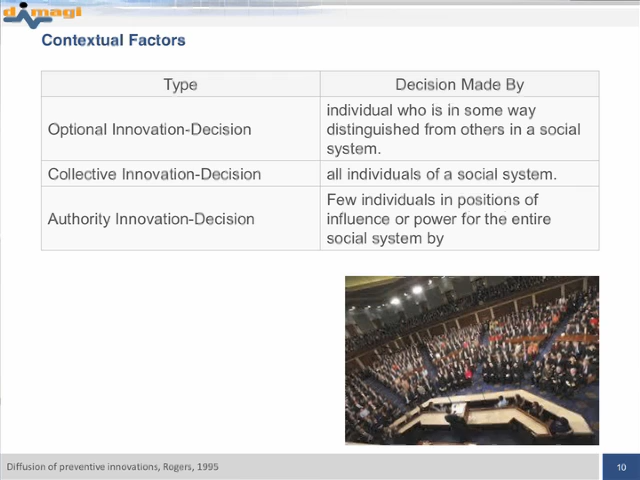 dimagi
Contextual Factors
Type
Decision Made By
Optional Innovation-Decision
individual who is in some way
distinguished from others in a social
system.
Collective Innovation-Decision
all individuals of a social system.
Authority Innovation-Decision
Few individuals in positions of
influence or power for the entire
social system by
Diffusion of preventive innovations, Rogers, 1995
10